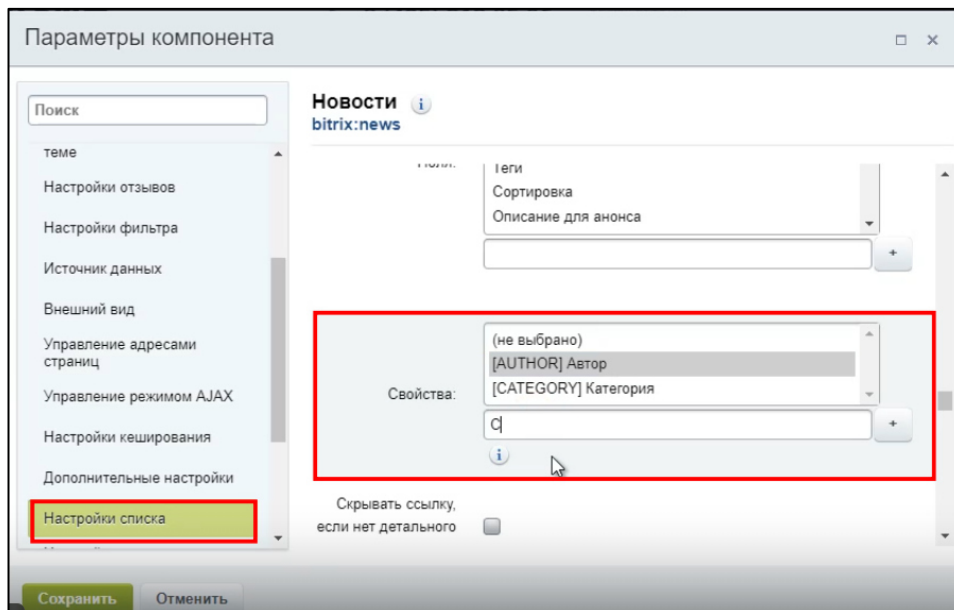 Параметры компонента
Поиск
теме
Настройки отзывов
Настройки фильтра
Источник данных
Внешний вид
Управление адресами
страниц
Управление режимом AJAX
Настройки кеширования
Дополнительные настройки
Настройки списка
Новости
bitrix:news
Теги
Сортировка
Описание для анонса
+
Свойства:
(не выбрано)
[AUTHOR] Автор
[CATEGORY] Категория
С
+
Скрывать ссылку,
если нет детального
Сохранить
Отменить